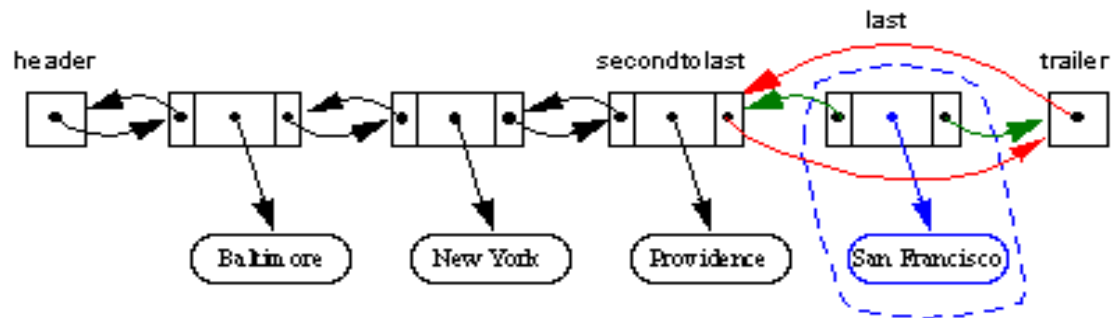 last
header
secondtolast
trailer
Baltimore
New York
Providence
San Francisco